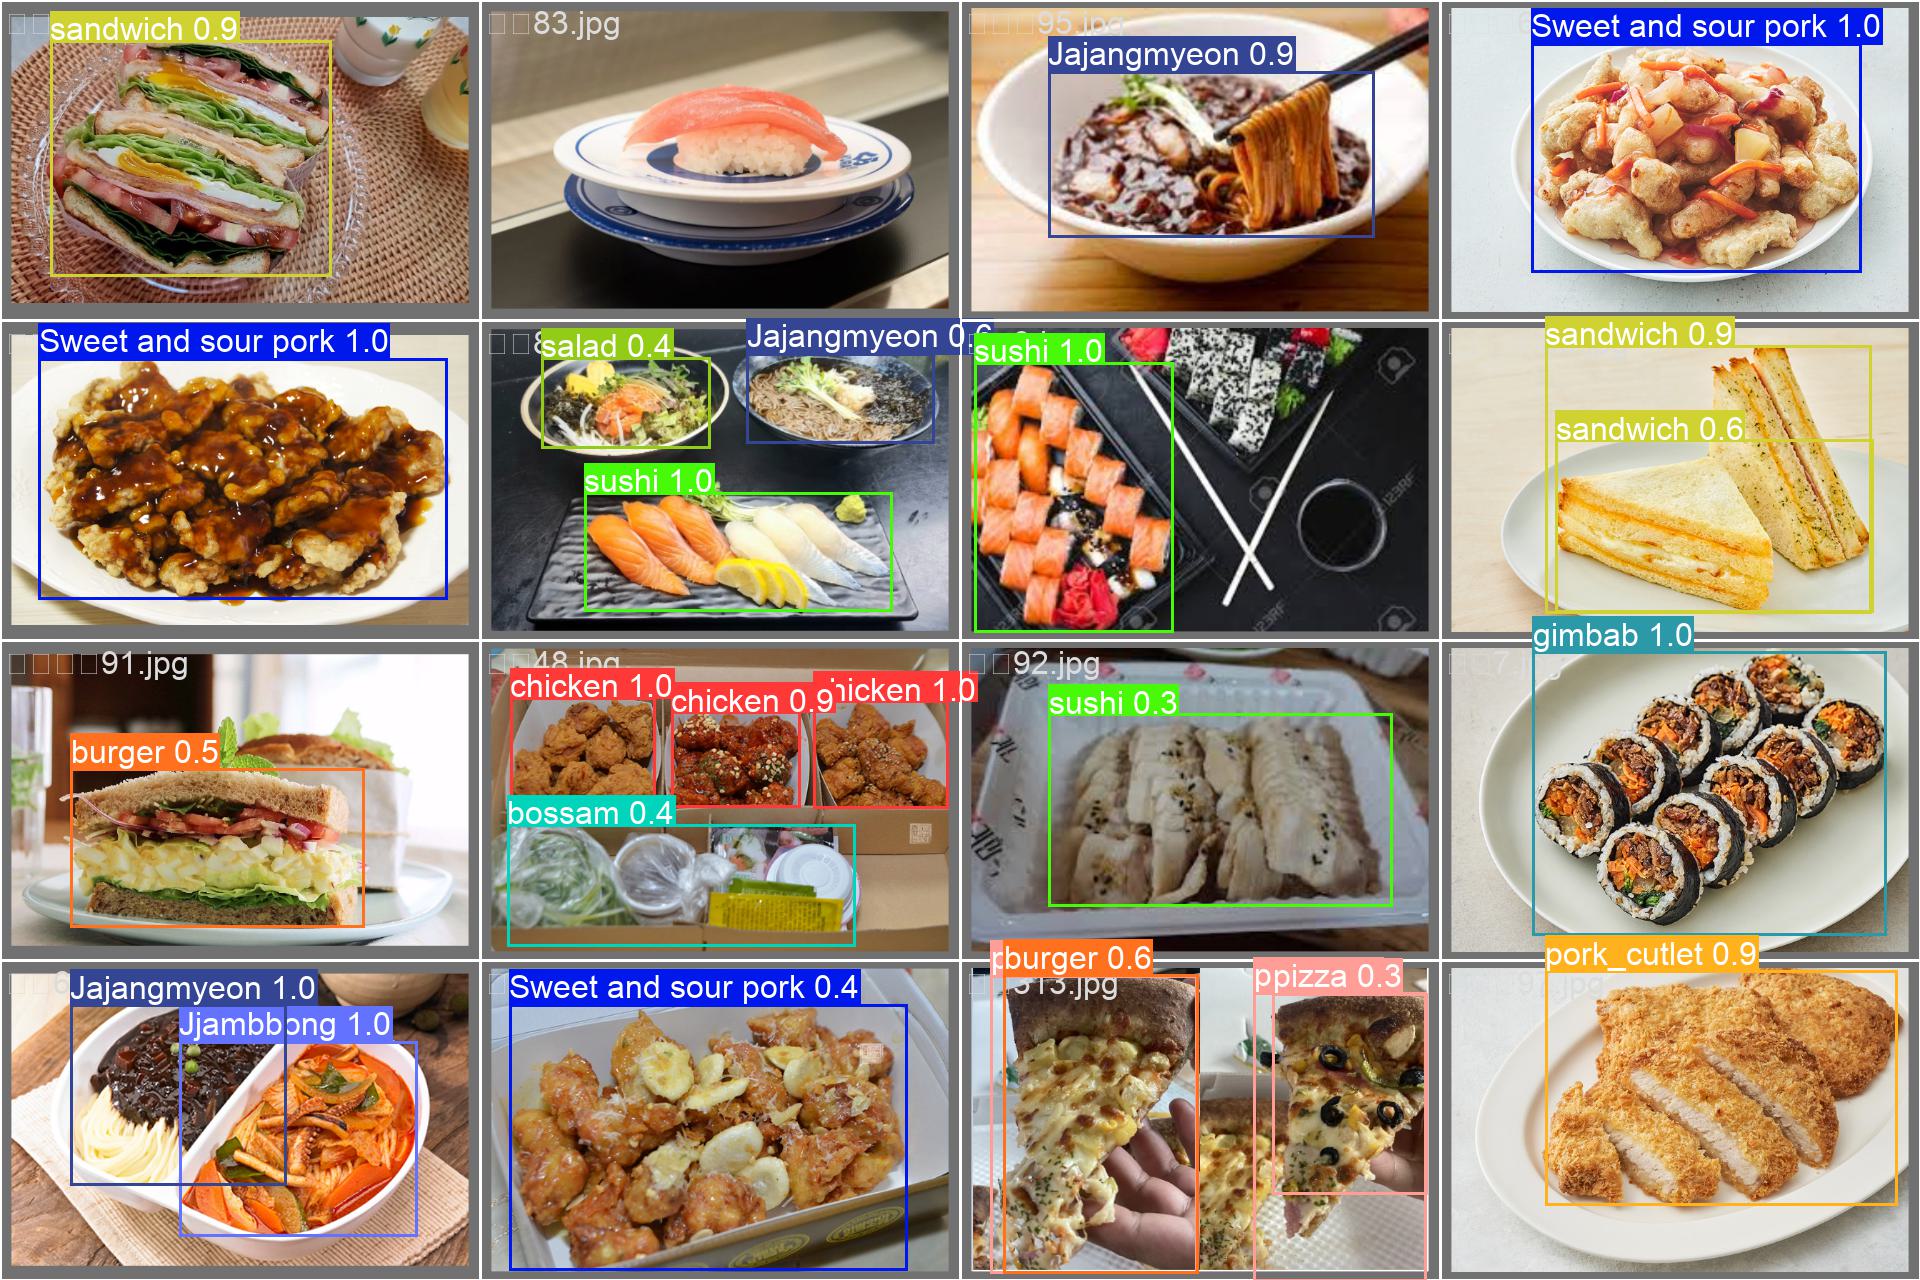 sandwich 0.9
83.jpg
95.jpg
Jajangmyeon 0.9
Sweet and sour pork 1.0
Sweet and sour pork 1.0
salad 0.4
Jajangmyeon 0.6
sushi 1.0
sushi 1.0
123RF
sandwich 0.9
sandwich 0.6
91.jpg
burger 0.5
48.jpg
chicken 1.0
chicken 0.9
chicken 1.0
bossam 0.4
92.jpg
sushi 0.3
gimbab 1.0
Jajangmyeon 1.0
Jjambbong 1.0
Sweet and sour pork 0.4
burger 0.6
313.jpg
pizza 0.3
97.jpg
pork_cutlet 0.9